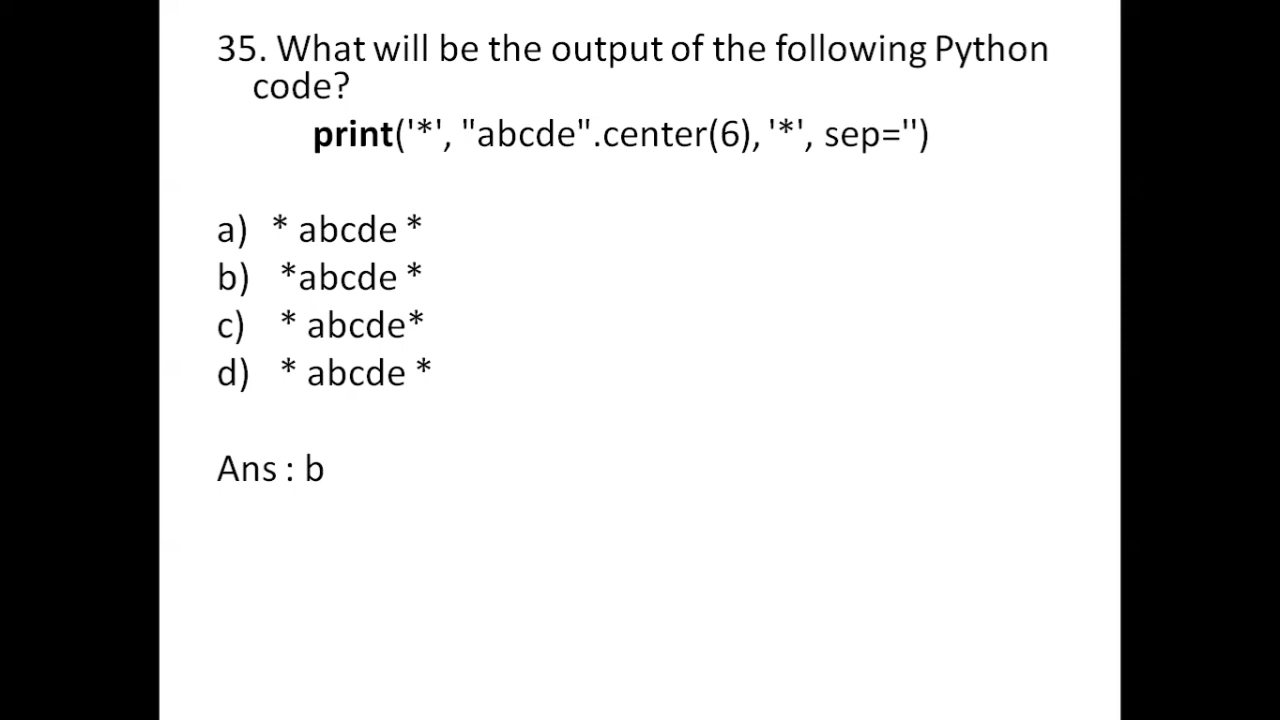 35. What will be the output of the following Python
code?
print('*', "abcde".center(6), '*', sep='')
a) * abcde *
b) *abcde *
c) * abcde*
d) * abcde *
Ans : b